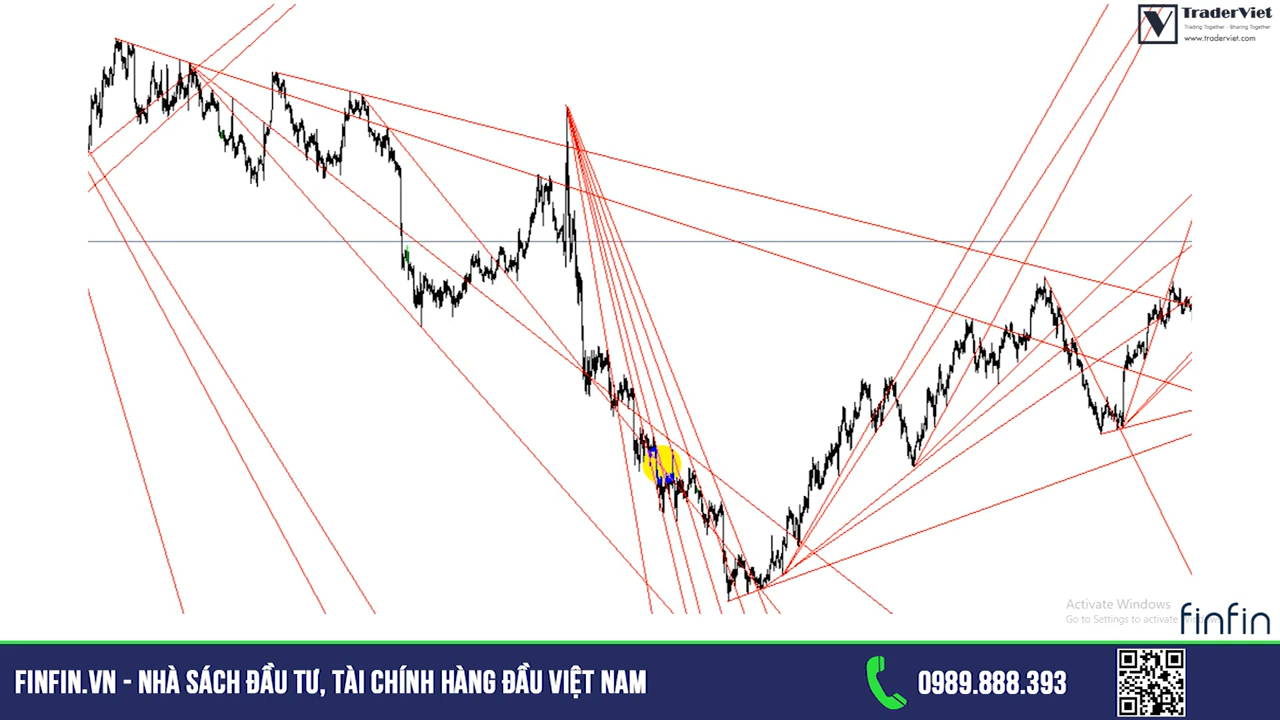 TraderViet
Trading Together - Sharing Together
www.traderviet.com
Activate Windows
Go to Settings to activate
finfin
FINFIN.VN - NHÀ SÁCH ĐẦU TƯ, TÀI CHÍNH HÀNG ĐẦU VIỆT NAM
0989.888.393